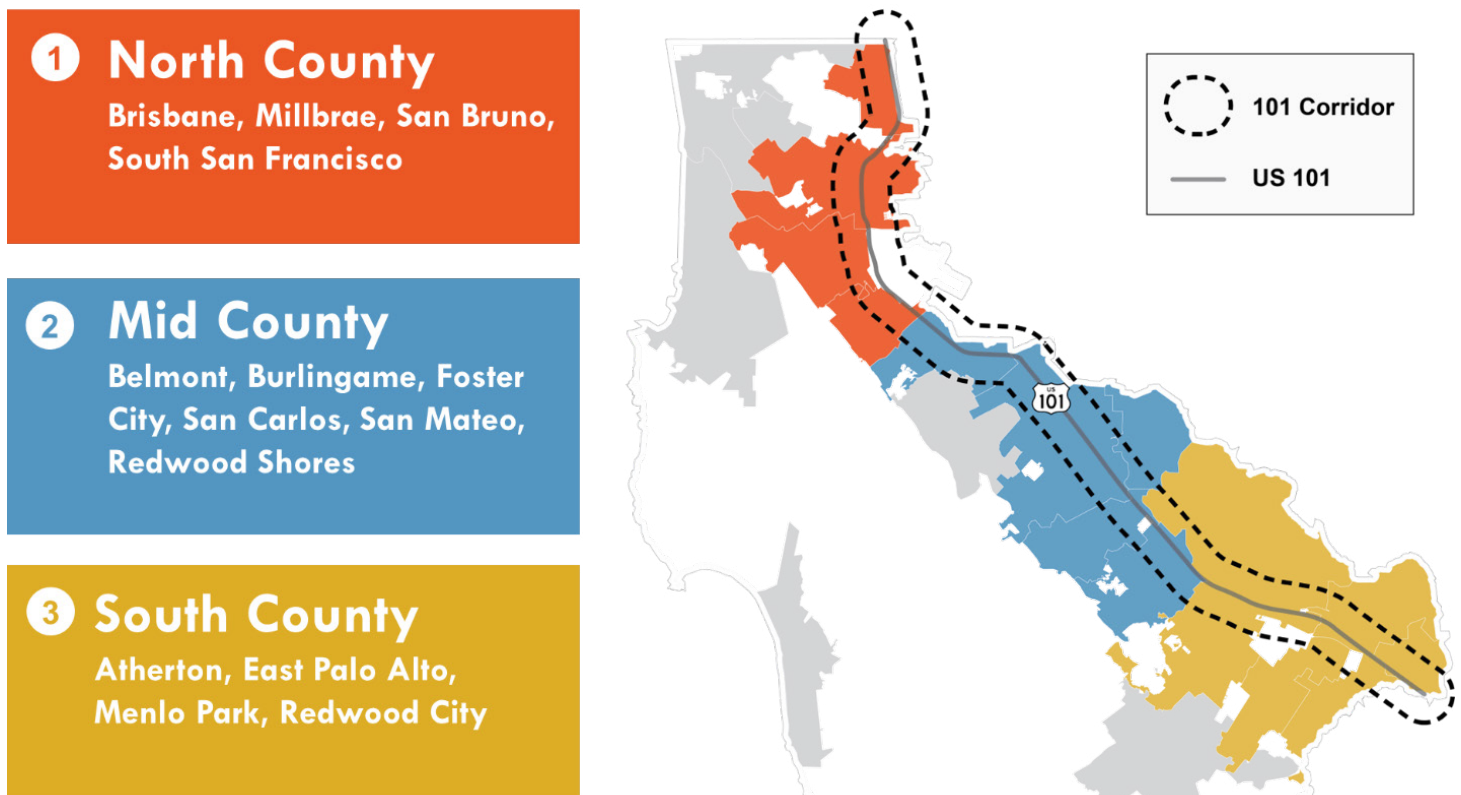 1 North County
Brisbane, Millbrae, San Bruno,
South San Francisco
2 Mid County
Belmont, Burlingame, Foster
City, San Carlos, San Mateo,
Redwood Shores
3 South County
Atherton, East Palo Alto,
Menlo Park, Redwood City
101 Corridor
US 101
US
101